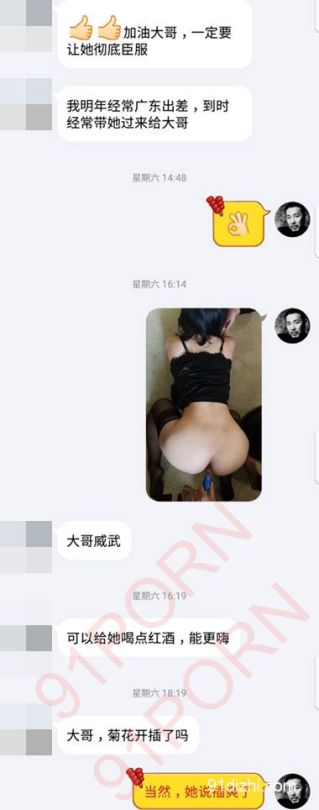 加油大哥，一定要
让她彻底臣服
我明年经常广东出差，到时
经常带她过来给大哥
星期六 14:48
星期六 16:14
大哥威武
星期六 16:19
可以给她喝点红酒，能更嗨
星期六 18:19
大哥，菊花开插了吗
当然，她说插爽了
91PORN
91PORN
91dizhi.com